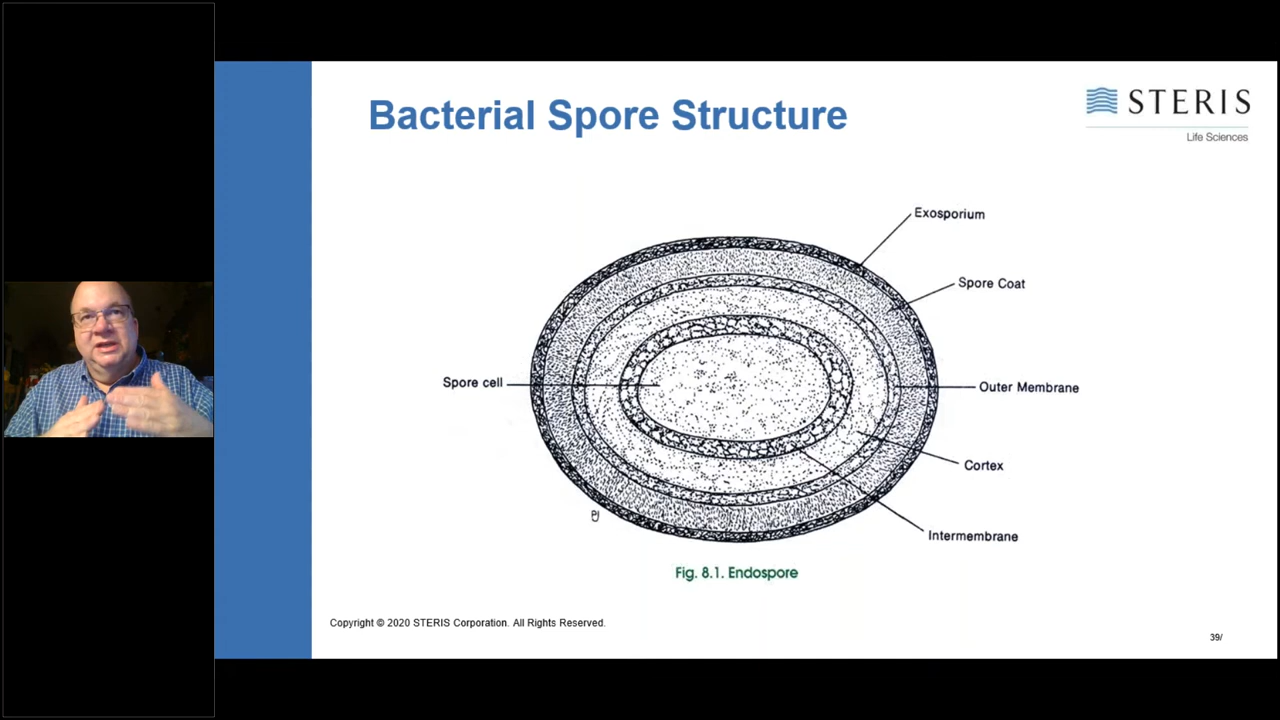 Bacterial Spore Structure
STERIS
Life Sciences
Exosporium
Spore Coat
Spore cell
Outer Membrane
Cortex
Intermembrane
Fig. 8.1. Endospore
Copyright © 2020 STERIS Corporation. All Rights Reserved.
39/